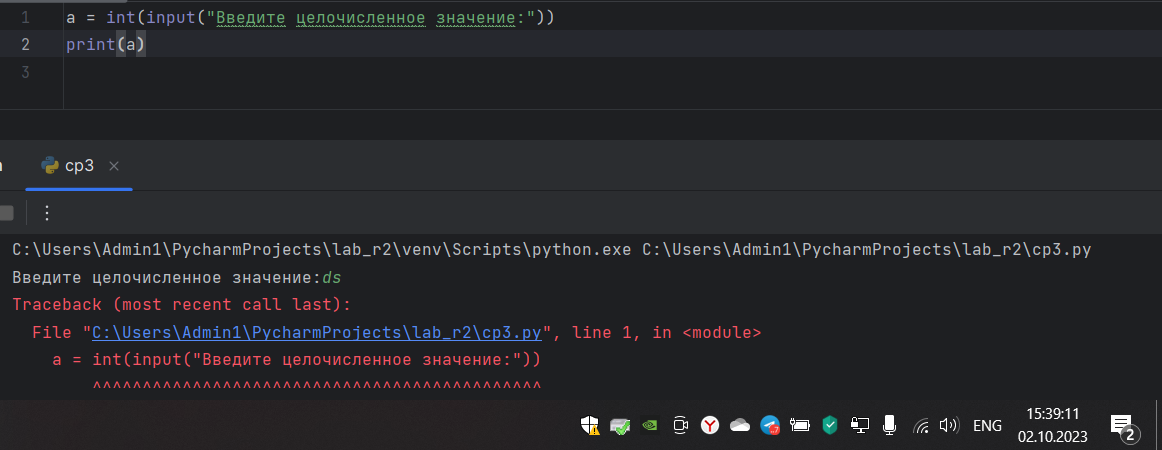 1 a = int(input("Введите целочисленное значение:"))
2 print(a)
3
cp3
C:\Users\Admin1\PycharmProjects\lab_r2\venv\Scripts\python.exe C:\Users\Admin1\PycharmProjects\lab_r2\cp3.py
Введите целочисленное значение:ds
Traceback (most recent call last):
  File "C:\Users\Admin1\PycharmProjects\lab_r2\cp3.py", line 1, in <module>
    a = int(input("Введите целочисленное значение:"))
        ^^^^^^^^^^^^^^^^^^^^^^^^^^^^^^^^^^^^^^^^^^^^^
ENG
15:39:11
02.10.2023
2